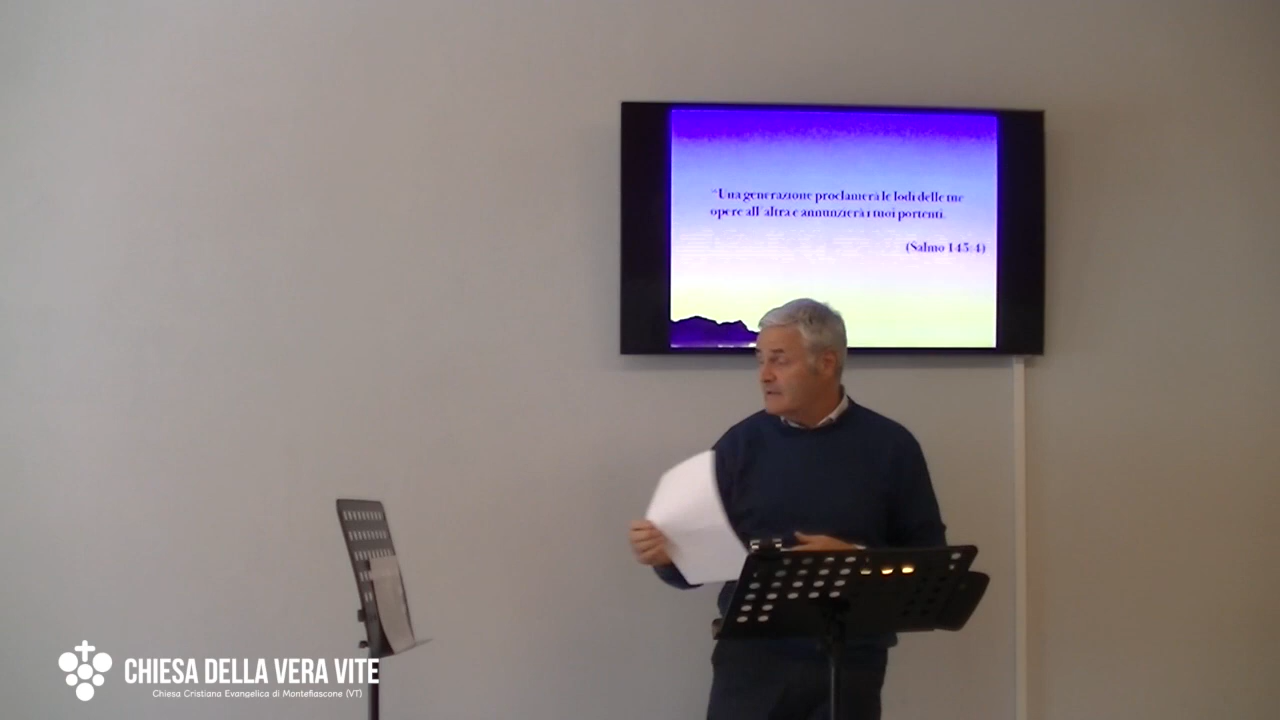 Una generazione proclamerà le lodi delle tue
opere all'altra e annunzierà i tuoi portenti.
(Salmo 145:4)
CHIESA DELLA VERA VITE
Chiesa Cristiana Evangelica di Montefiascone (VT)